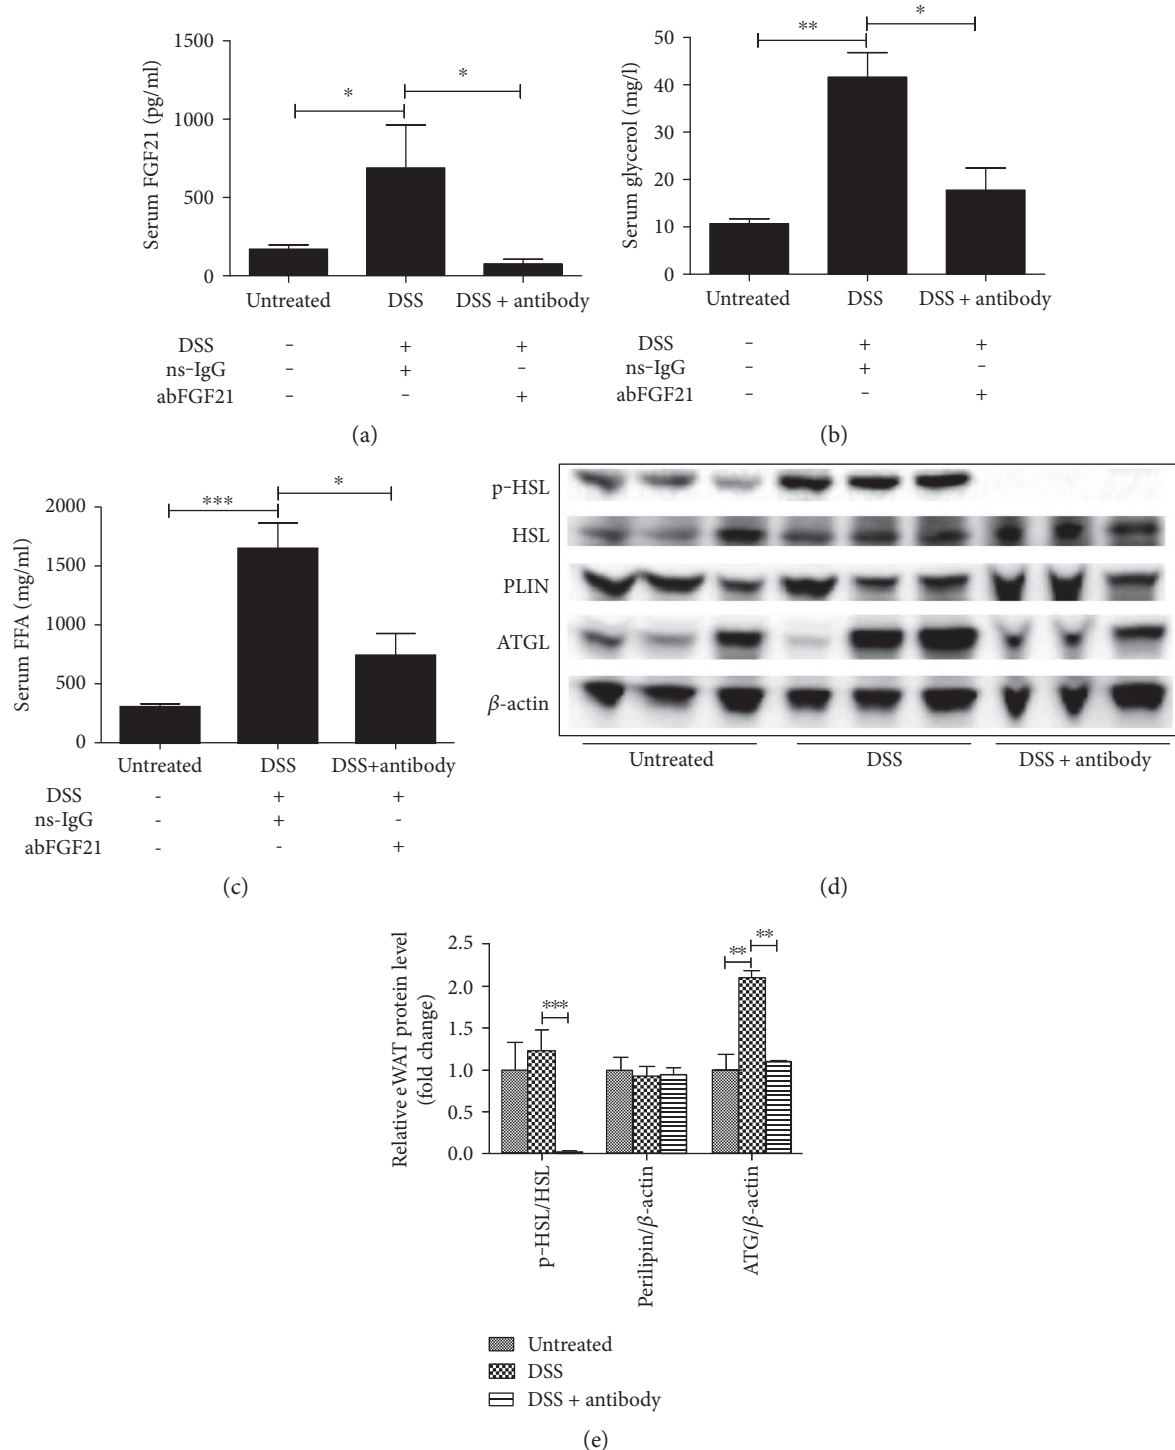 Serum FGF21 (pg/ml)
1500
1000
500
0
*
*
Untreated
DSS
DSS + antibody
DSS - + +
ns-IgG - + -
abFGF21 - - +
(a)
Serum glycerol (mg/l)
50
40
30
20
10
0
**
*
Untreated
DSS
DSS + antibody
DSS - + +
ns-IgG - + -
abFGF21 - - +
(b)
Serum FFA (mg/ml)
2000
1500
1000
500
0
***
*
Untreated
DSS
DSS+antibody
DSS - + +
ns-IgG - + -
abFGF21 - - +
(c)
p-HSL
HSL
PLIN
ATGL
β-actin
Untreated
DSS
DSS + antibody
(d)
Relative eWAT protein level
(fold change)
2.5
2.0
1.5
1.0
0.5
0.0
***
**
**
p-HSL/HSL
Perilipin/β-actin
ATG/β-actin
Untreated
DSS
DSS + antibody
(e)